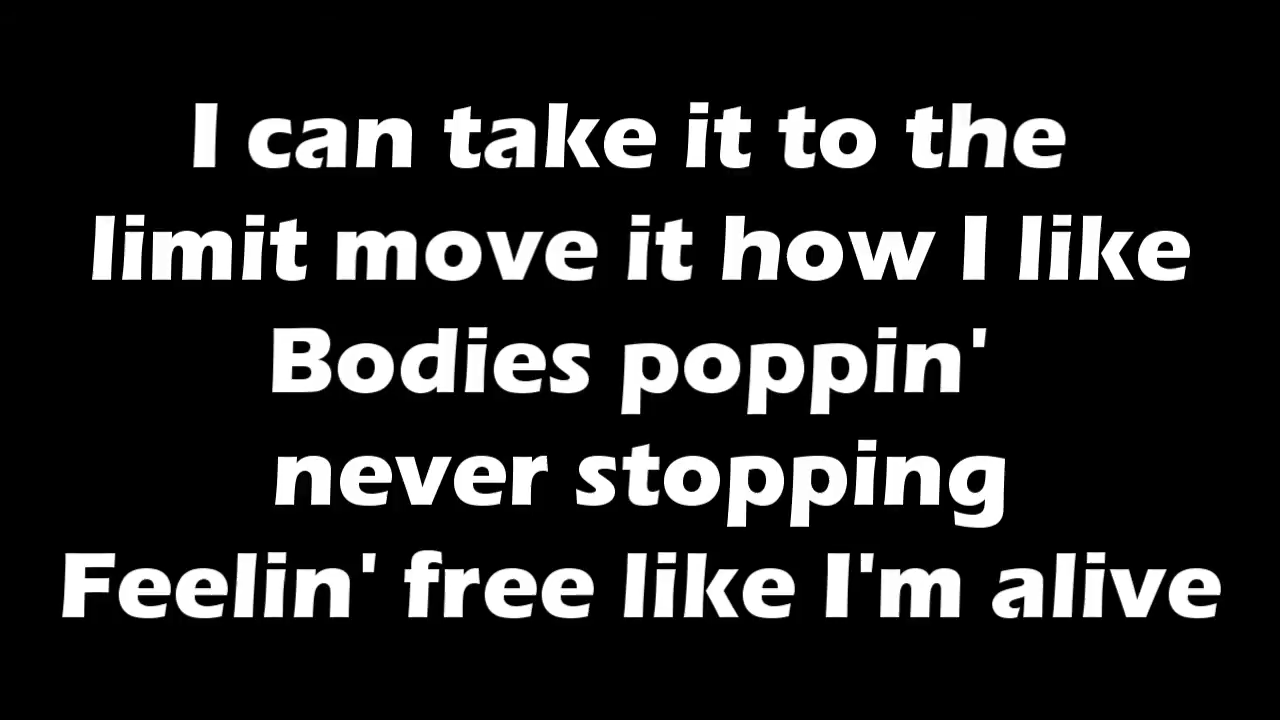 I can take it to the
limit move it how I like
Bodies poppin'
never stopping
Feelin' free like I'm alive